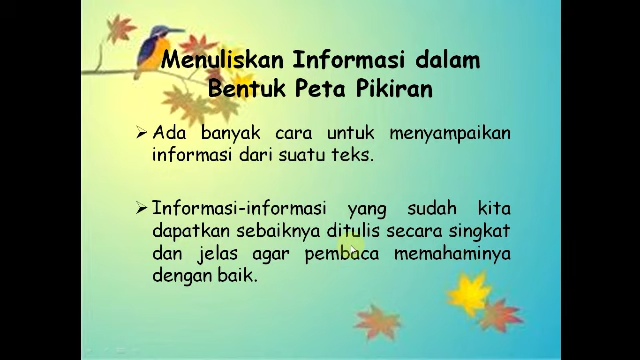 Menuliskan Informasi dalam
Bentuk Peta Pikiran
➢ Ada banyak cara untuk menyampaikan
informasi dari suatu teks.
➢ Informasi-informasi yang sudah kita
dapatkan sebaiknya ditulis secara singkat
dan jelas agar pembaca memahaminya
dengan baik.